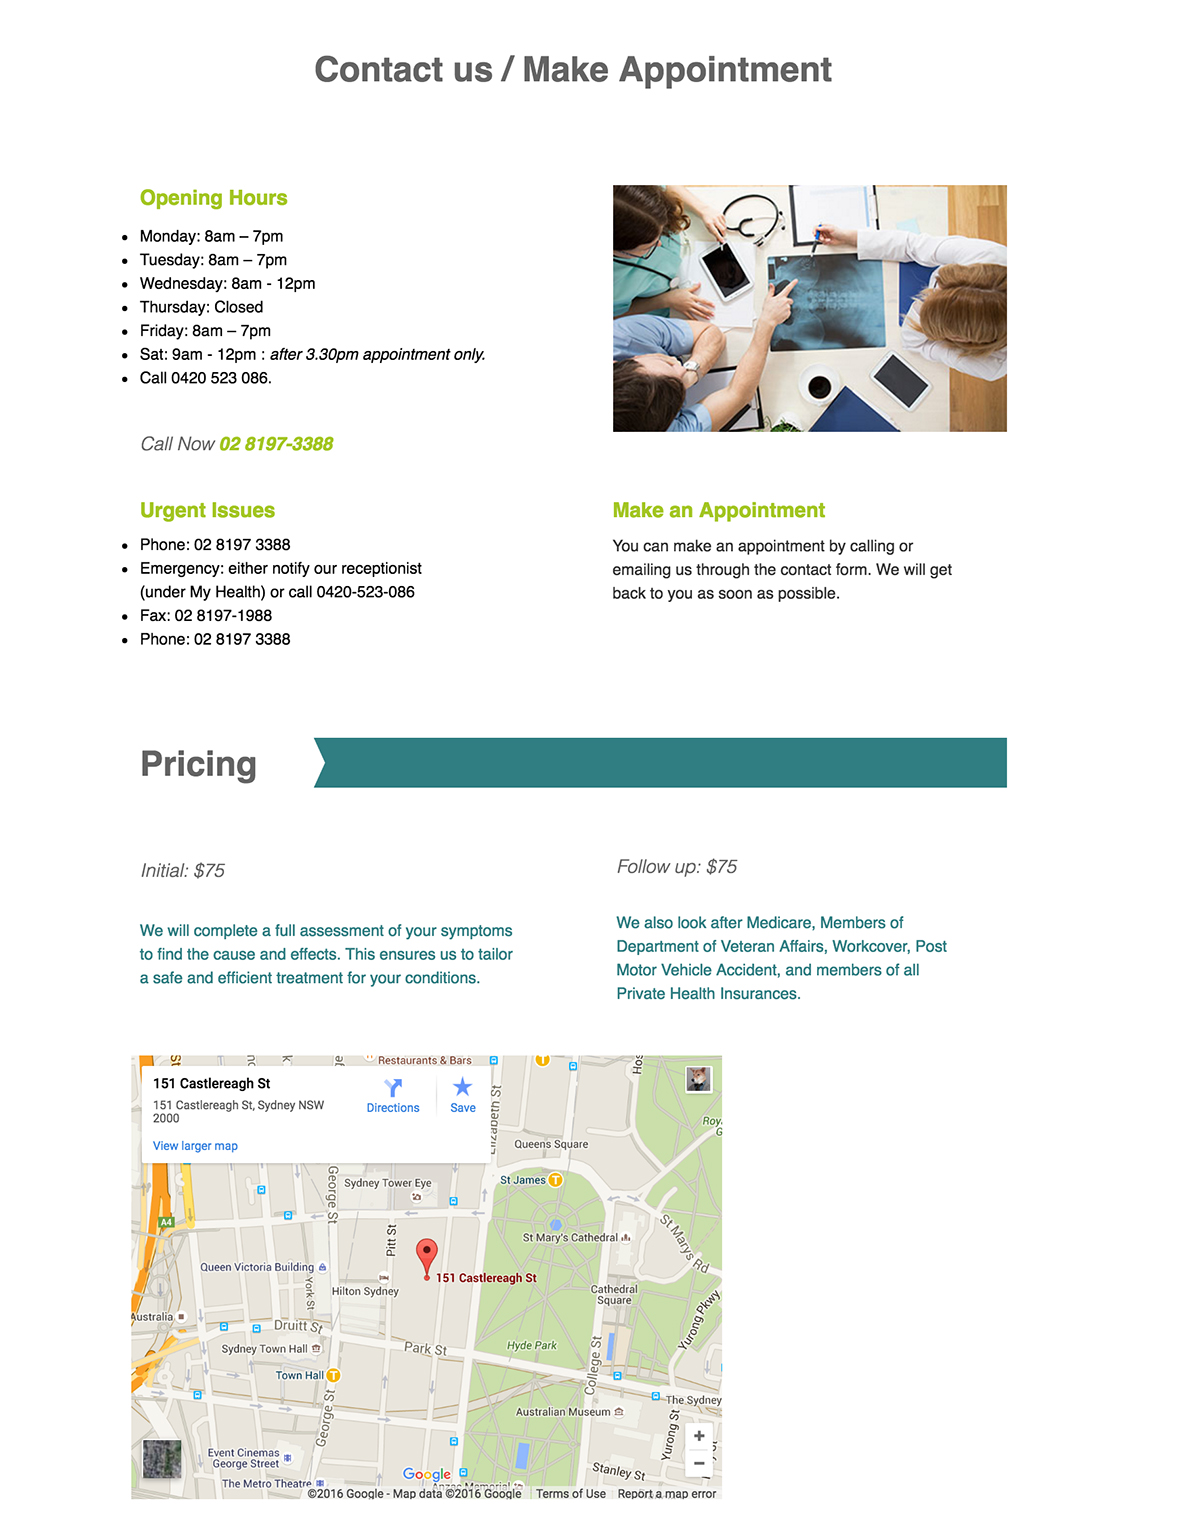 Contact us / Make Appointment
Opening Hours
Monday: 8am – 7pm
Tuesday: 8am – 7pm
Wednesday: 8am - 12pm
Thursday: Closed
Friday: 8am – 7pm
Sat: 9am - 12pm : after 3.30pm appointment only.
Call 0420 523 086.
Call Now 02 8197-3388
Urgent Issues
Phone: 02 8197 3388
Emergency: either notify our receptionist
(under My Health) or call 0420-523-086
Fax: 02 8197-1988
Phone: 02 8197 3388
Make an Appointment
You can make an appointment by calling or
emailing us through the contact form. We will get
back to you as soon as possible.
Pricing
Initial: $75
We will complete a full assessment of your symptoms
to find the cause and effects. This ensures us to tailor
a safe and efficient treatment for your conditions.
Follow up: $75
We also look after Medicare, Members of
Department of Veteran Affairs, Workcover, Post
Motor Vehicle Accident, and members of all
Private Health Insurances.
Restaurants & Bars
151 Castlereagh St
151 Castlereagh St, Sydney NSW
2000
View larger map
Directions
Save
Elizabeth St
Queens Square
George St
Sydney Tower Eye
St James
A4
Pitt St
St Mary's Cathedral
St Marys Rd
Queen Victoria Building
York St
Hilton Sydney
151 Castlereagh St
Cathedral
Square
Yurong Pkwy
Australia
Druitt St
Sydney Town Hall
Park St
Hyde Park
College St
Town Hall
The Sydney
George St
Australian Museum
Yurong St
Event Cinemas
George Street
Stanley St
The Metro Theatre
Google
Anzac Memorial
©2016 Google - Map data ©2016 Google
Terms of Use
Report a map error